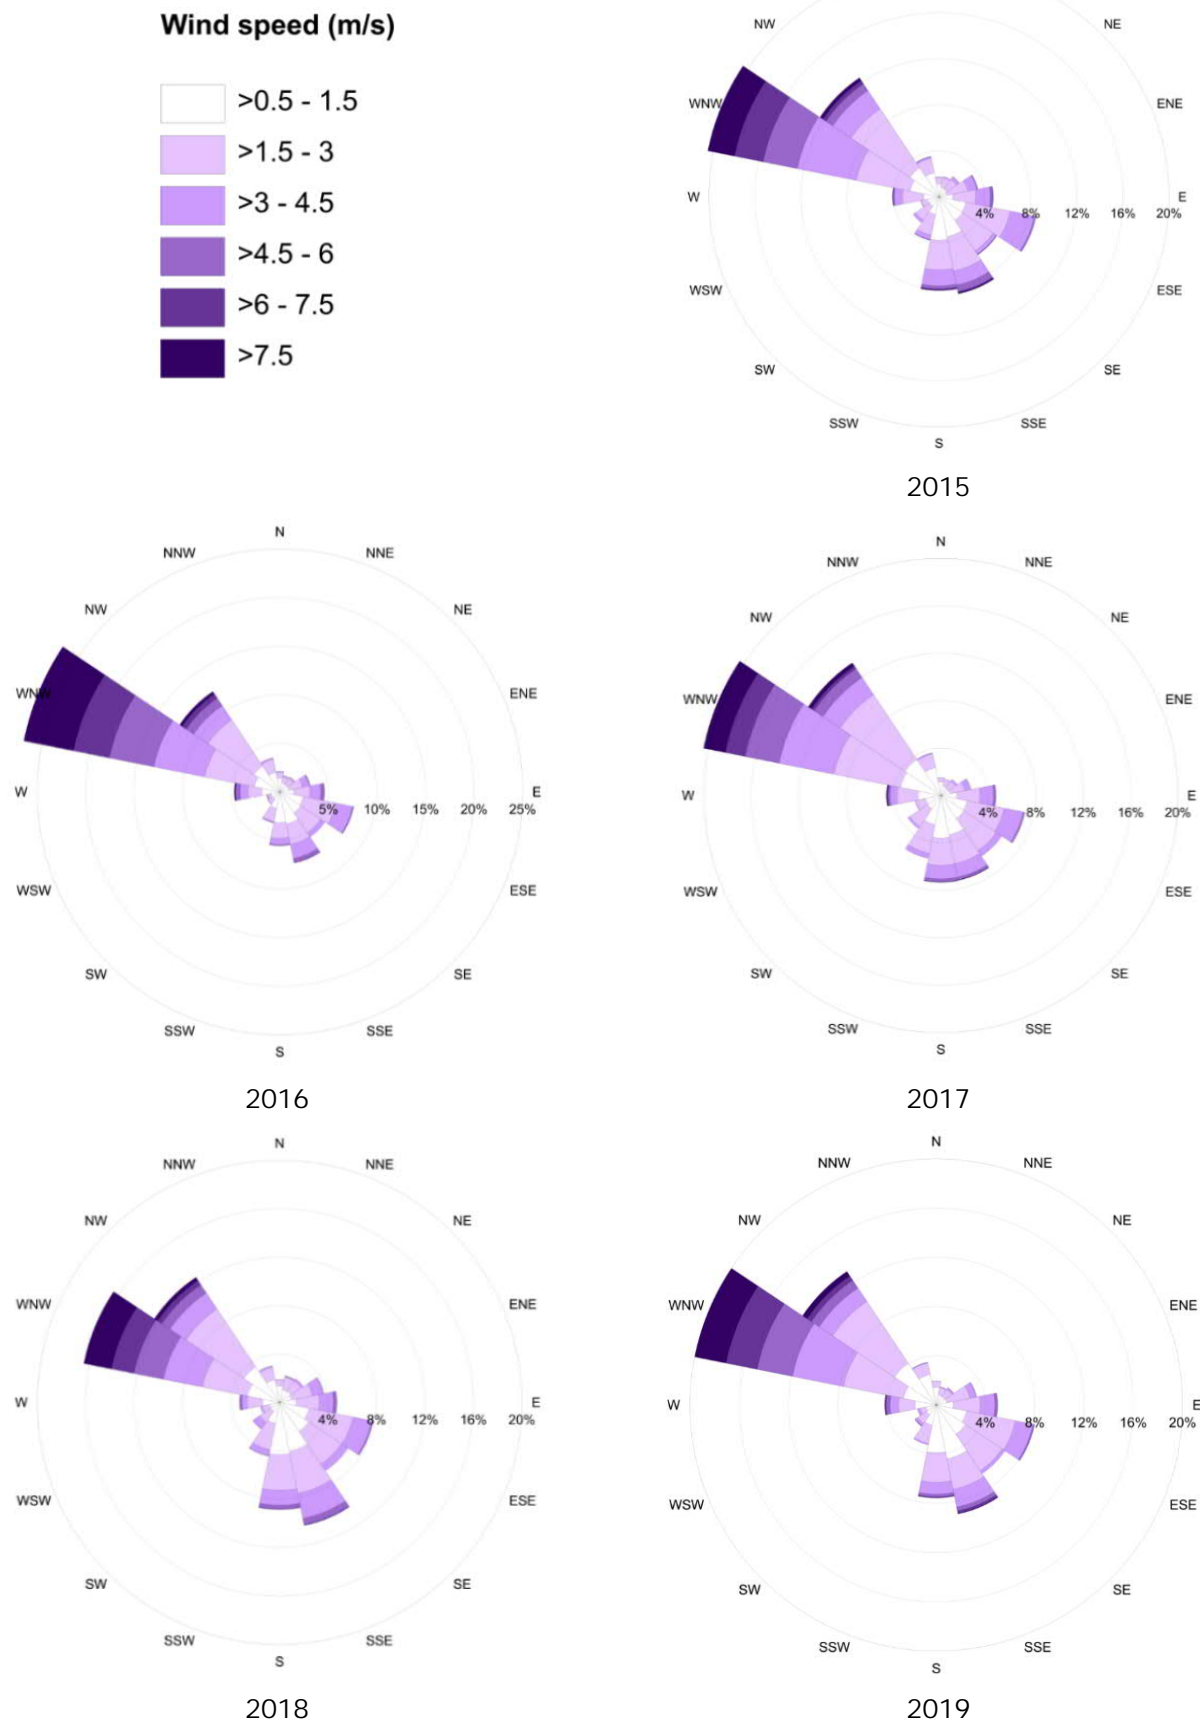 Wind speed (m/s)
>0.5 - 1.5
>1.5 - 3
>3 - 4.5
>4.5 - 6
>6 - 7.5
>7.5
NW
NE
WNW
ENE
W
E
4%
8%
12%
16%
20%
WSW
ESE
SW
SE
SSW
SSE
S
2015
N
NNW
NNE
NW
NE
WNW
ENE
W
E
5%
10%
15%
20%
25%
WSW
ESE
SW
SE
SSW
SSE
S
2016
N
NNW
NNE
NW
NE
WNW
ENE
W
E
4%
8%
12%
16%
20%
WSW
ESE
SW
SE
SSW
SSE
S
2017
N
NNW
NNE
NW
NE
WNW
ENE
W
E
4%
8%
12%
16%
20%
WSW
ESE
SW
SE
SSW
SSE
S
2018
N
NNW
NNE
NW
NE
WNW
ENE
W
E
4%
8%
12%
16%
20%
WSW
ESE
SW
SE
SSW
SSE
S
2019